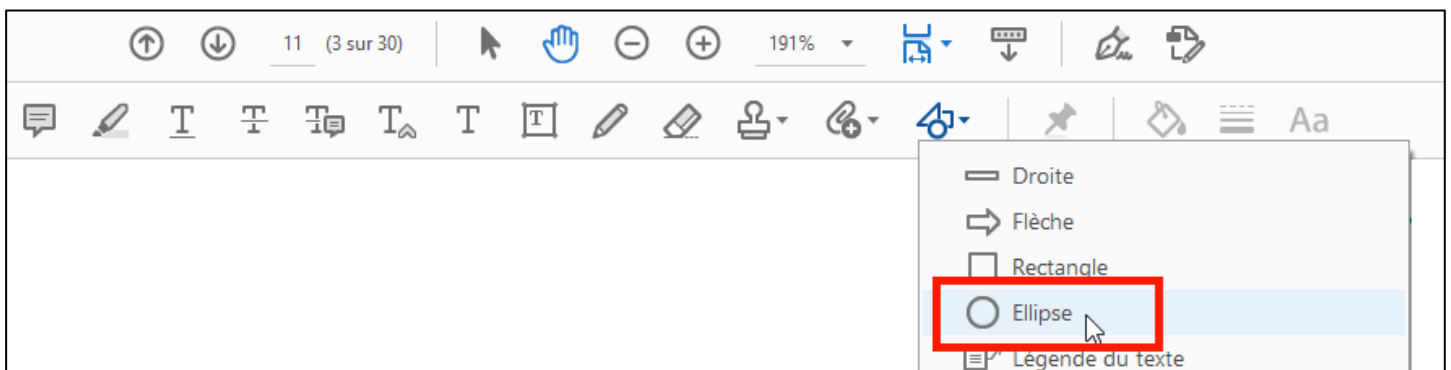 11 (3 sur 30) 191%
T T T T T T Aa
Droite
Flèche
Rectangle
Ellipse
Légende du texte